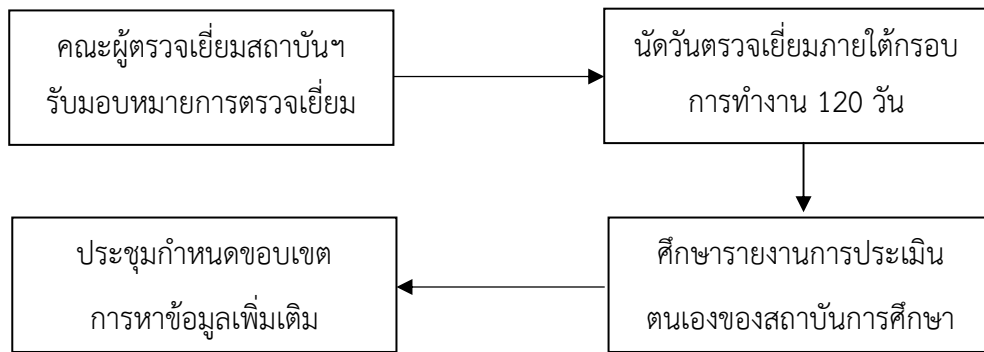 คณะผู้ตรวจเยี่ยมสถาบันฯ
รับมอบหมายการตรวจเยี่ยม
นัดวันตรวจเยี่ยมภายใต้กรอบ
การทำงาน 120 วัน
ศึกษารายงานการประเมิน
ตนเองของสถาบันการศึกษา
ประชุมกำหนดขอบเขต
การหาข้อมูลเพิ่มเติม